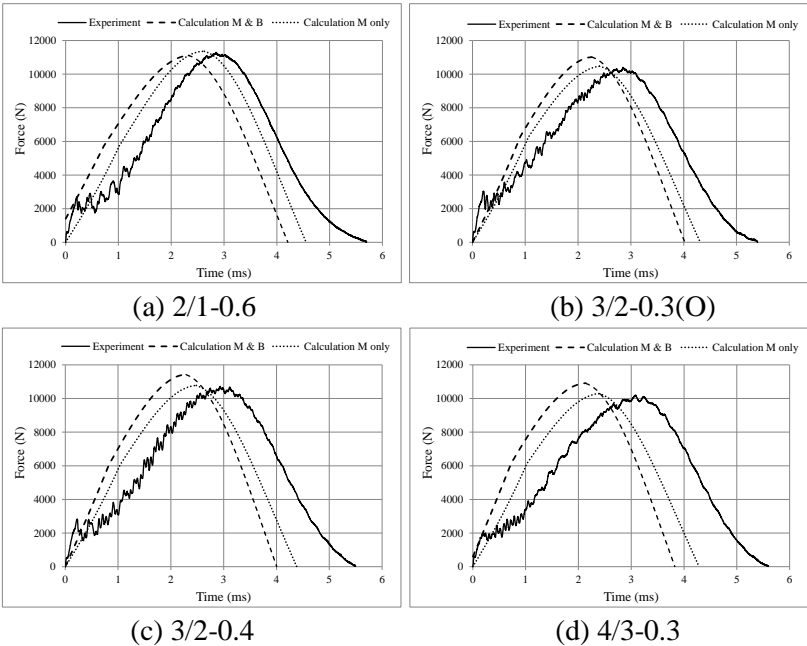 Experiment Calculation M & B Calculation M only
12000
10000
8000
6000
4000
2000
0
Force (N)
0 1 2 3 4 5 6
Time (ms)
(a) 2/1-0.6
Experiment Calculation M & B Calculation M only
12000
10000
8000
6000
4000
2000
0
Force (N)
0 1 2 3 4 5 6
Time (ms)
(b) 3/2-0.3(O)
Experiment Calculation M & B Calculation M only
12000
10000
8000
6000
4000
2000
0
Force (N)
0 1 2 3 4 5 6
Time (ms)
(c) 3/2-0.4
Experiment Calculation M & B Calculation M only
12000
10000
8000
6000
4000
2000
0
Force (N)
0 1 2 3 4 5 6
Time (ms)
(d) 4/3-0.3